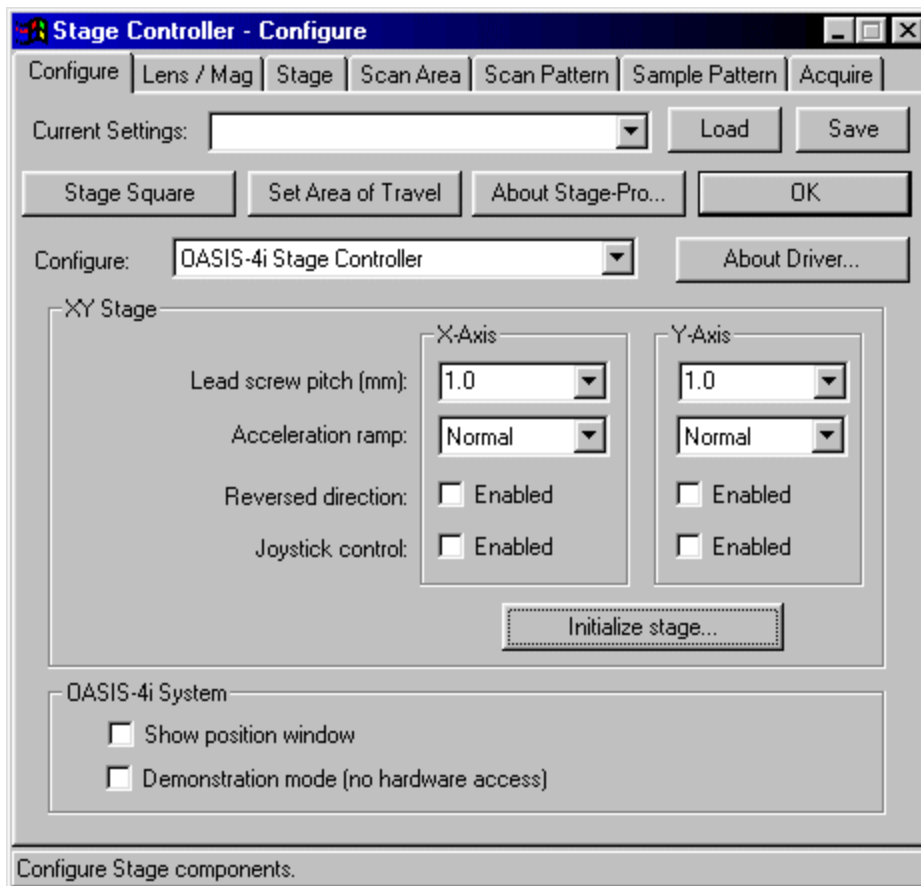 Stage Controller - Configure
Configure Lens / Mag Stage Scan Area Scan Pattern Sample Pattern Acquire
Current Settings: Load Save
Stage Square Set Area of Travel About Stage-Pro... OK
Configure: OASIS-4i Stage Controller About Driver...
XY Stage
X-Axis Y-Axis
Lead screw pitch (mm): 1.0 1.0
Acceleration ramp: Normal Normal
Reversed direction: Enabled Enabled
Joystick control: Enabled Enabled
Initialize stage...
OASIS-4i System
Show position window
Demonstration mode (no hardware access)
Configure Stage components.